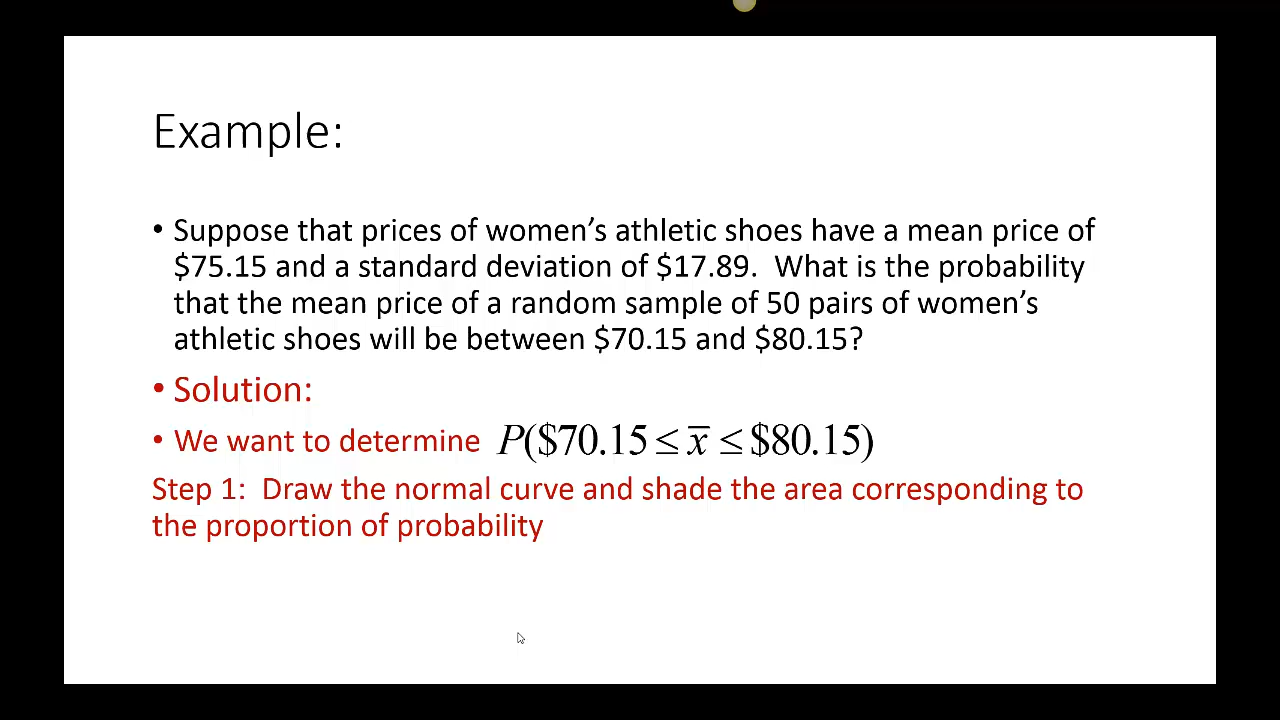 Example:
• Suppose that prices of women’s athletic shoes have a mean price of
$75.15 and a standard deviation of $17.89.  What is the probability
that the mean price of a random sample of 50 pairs of women’s
athletic shoes will be between $70.15 and $80.15?
• Solution:
• We want to determine P($70.15 ≤ x̄ ≤ $80.15)
Step 1:  Draw the normal curve and shade the area corresponding to
the proportion of probability